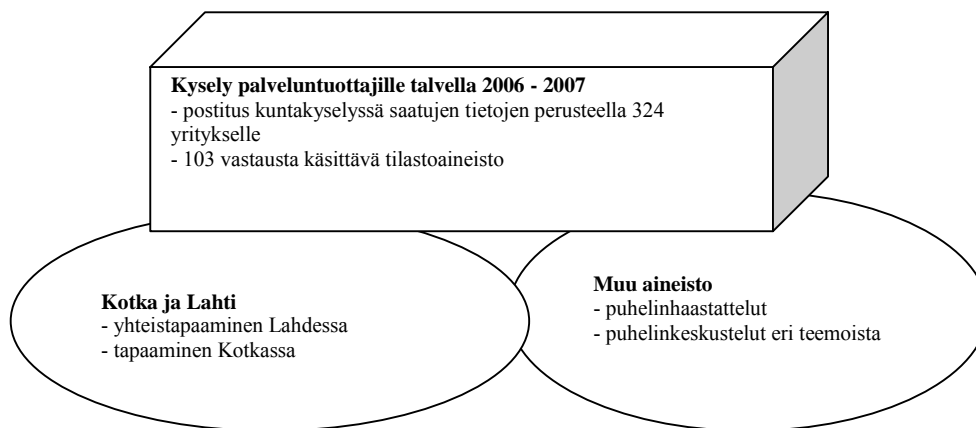 Kysely palveluntuottajille talvella 2006 - 2007
- postitus kuntakyselyssä saatujen tietojen perusteella 324
yritykselle
- 103 vastausta käsittävä tilastoaineisto
Kotka ja Lahti
- yhteistapaaminen Lahdessa
- tapaaminen Kotkassa
Muu aineisto
- puhelinhaastattelut
- puhelinkeskustelut eri teemoista